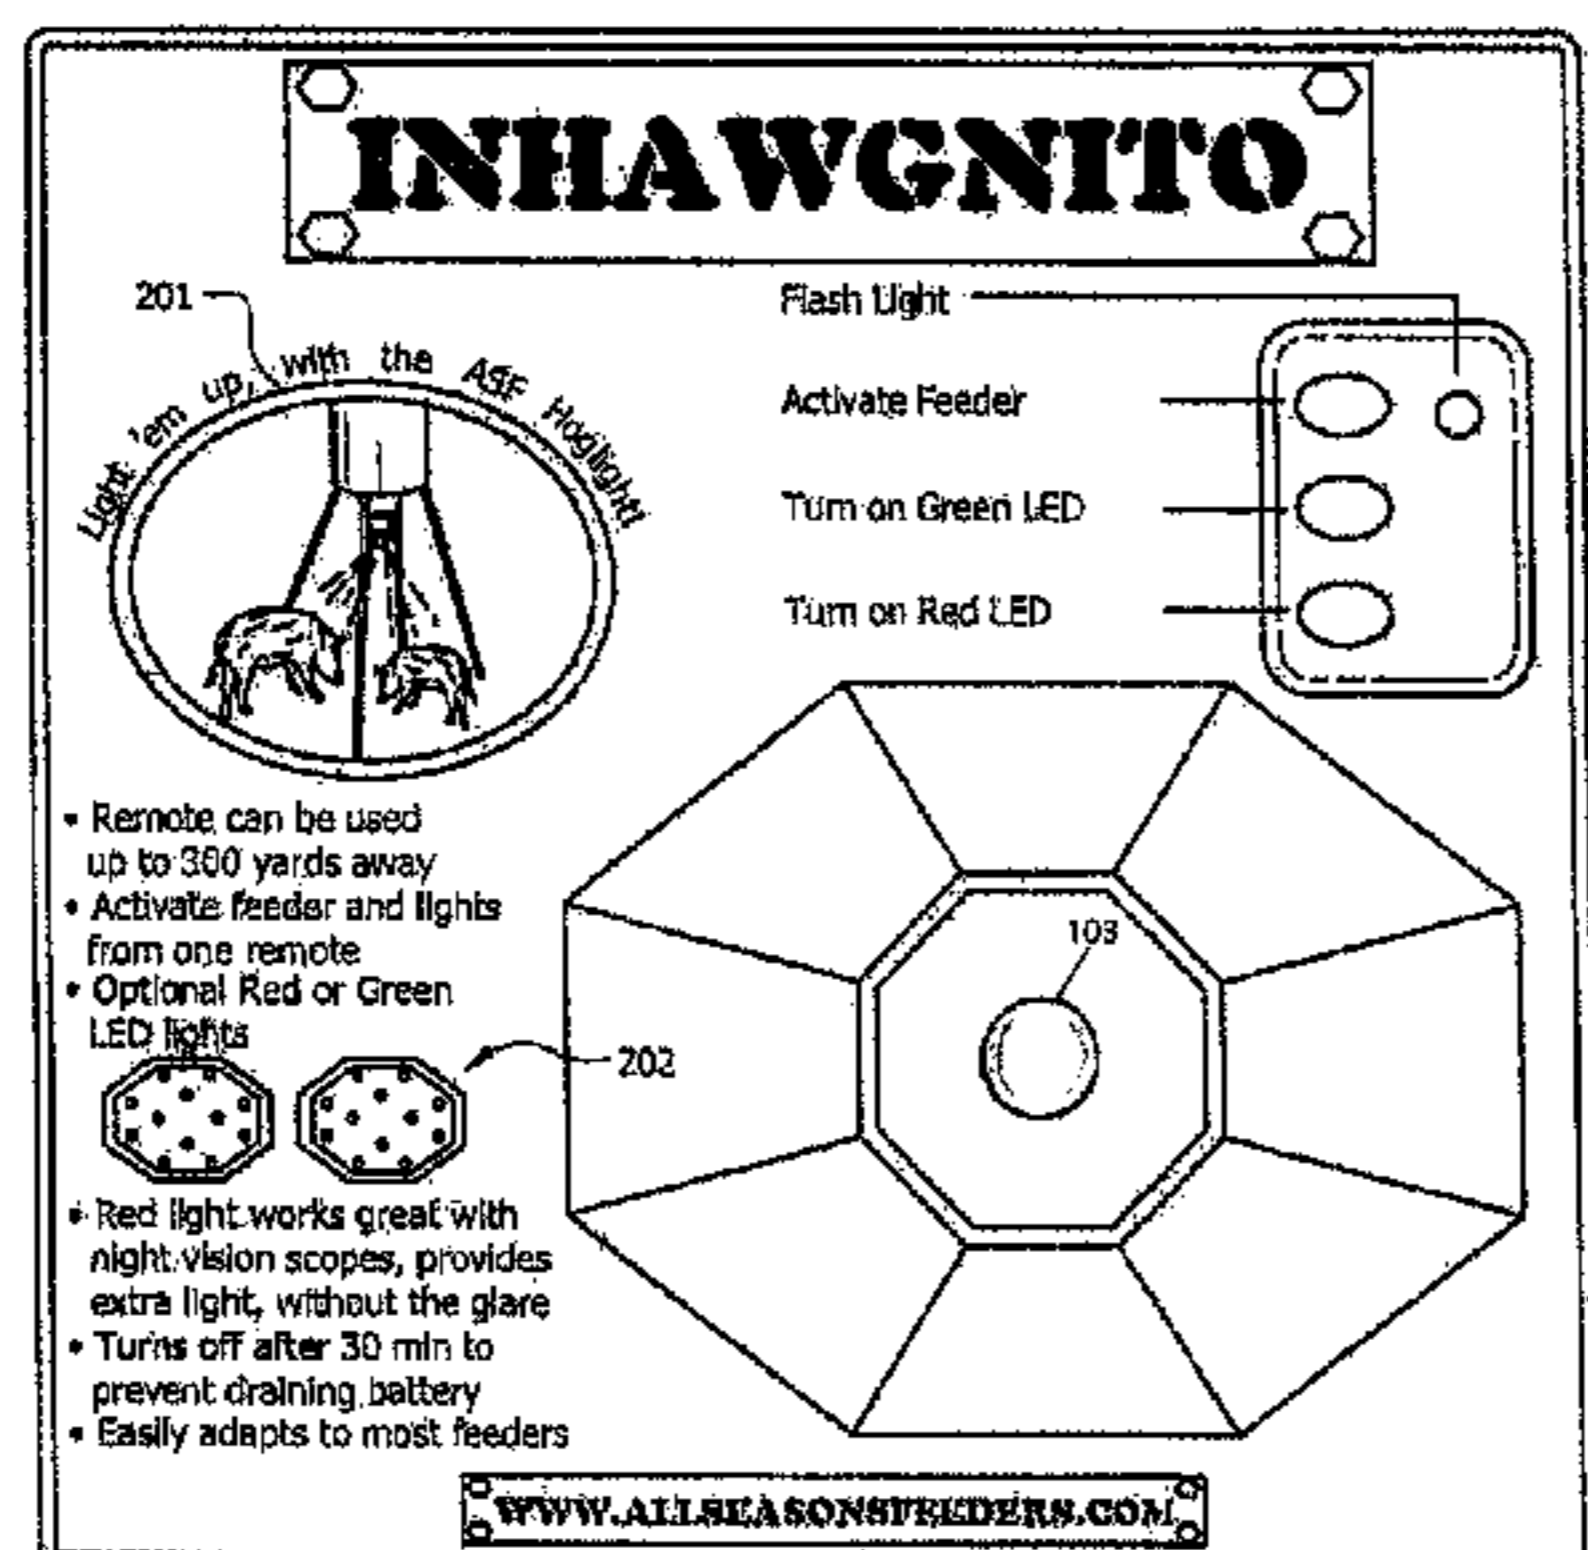 INHAWGNITO
201
Light 'em up, with the ASF Hoglight!
Flash Light
Activate Feeder
Turn on Green LED
Turn on Red LED
• Remote can be used
up to 300 yards away
• Activate feeder and lights
from one remote
• Optional Red or Green
LED lights
103
202
• Red light works great with
night vision scopes, provides
extra light, without the glare
• Turns off after 30 min to
prevent draining battery
• Easily adapts to most feeders
WWW.ALLSEASONSFEEDERS.COM